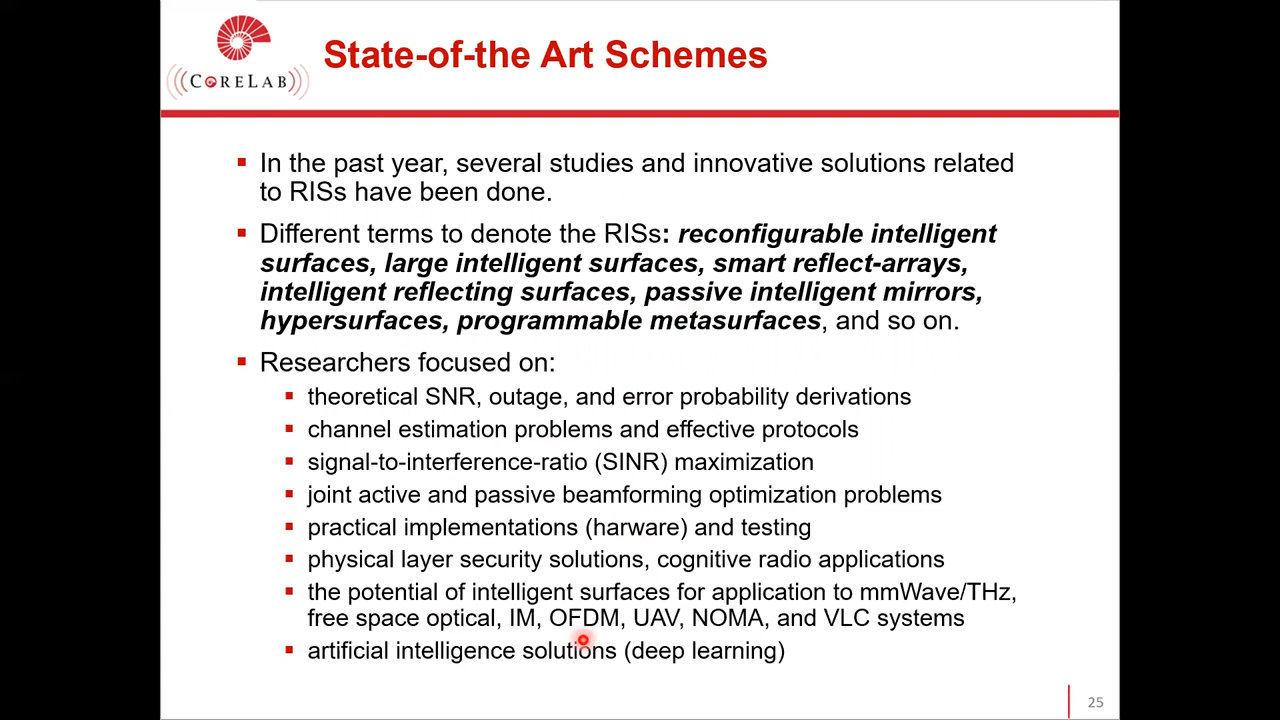 CORELAB
State-of-the Art Schemes
In the past year, several studies and innovative solutions related
to RISs have been done.
Different terms to denote the RISs: reconfigurable intelligent
surfaces, large intelligent surfaces, smart reflect-arrays,
intelligent reflecting surfaces, passive intelligent mirrors,
hypersurfaces, programmable metasurfaces, and so on.
Researchers focused on:
theoretical SNR, outage, and error probability derivations
channel estimation problems and effective protocols
signal-to-interference-ratio (SINR) maximization
joint active and passive beamforming optimization problems
practical implementations (harware) and testing
physical layer security solutions, cognitive radio applications
the potential of intelligent surfaces for application to mmWave/THz,
free space optical, IM, OFDM, UAV, NOMA, and VLC systems
artificial intelligence solutions (deep learning)
25